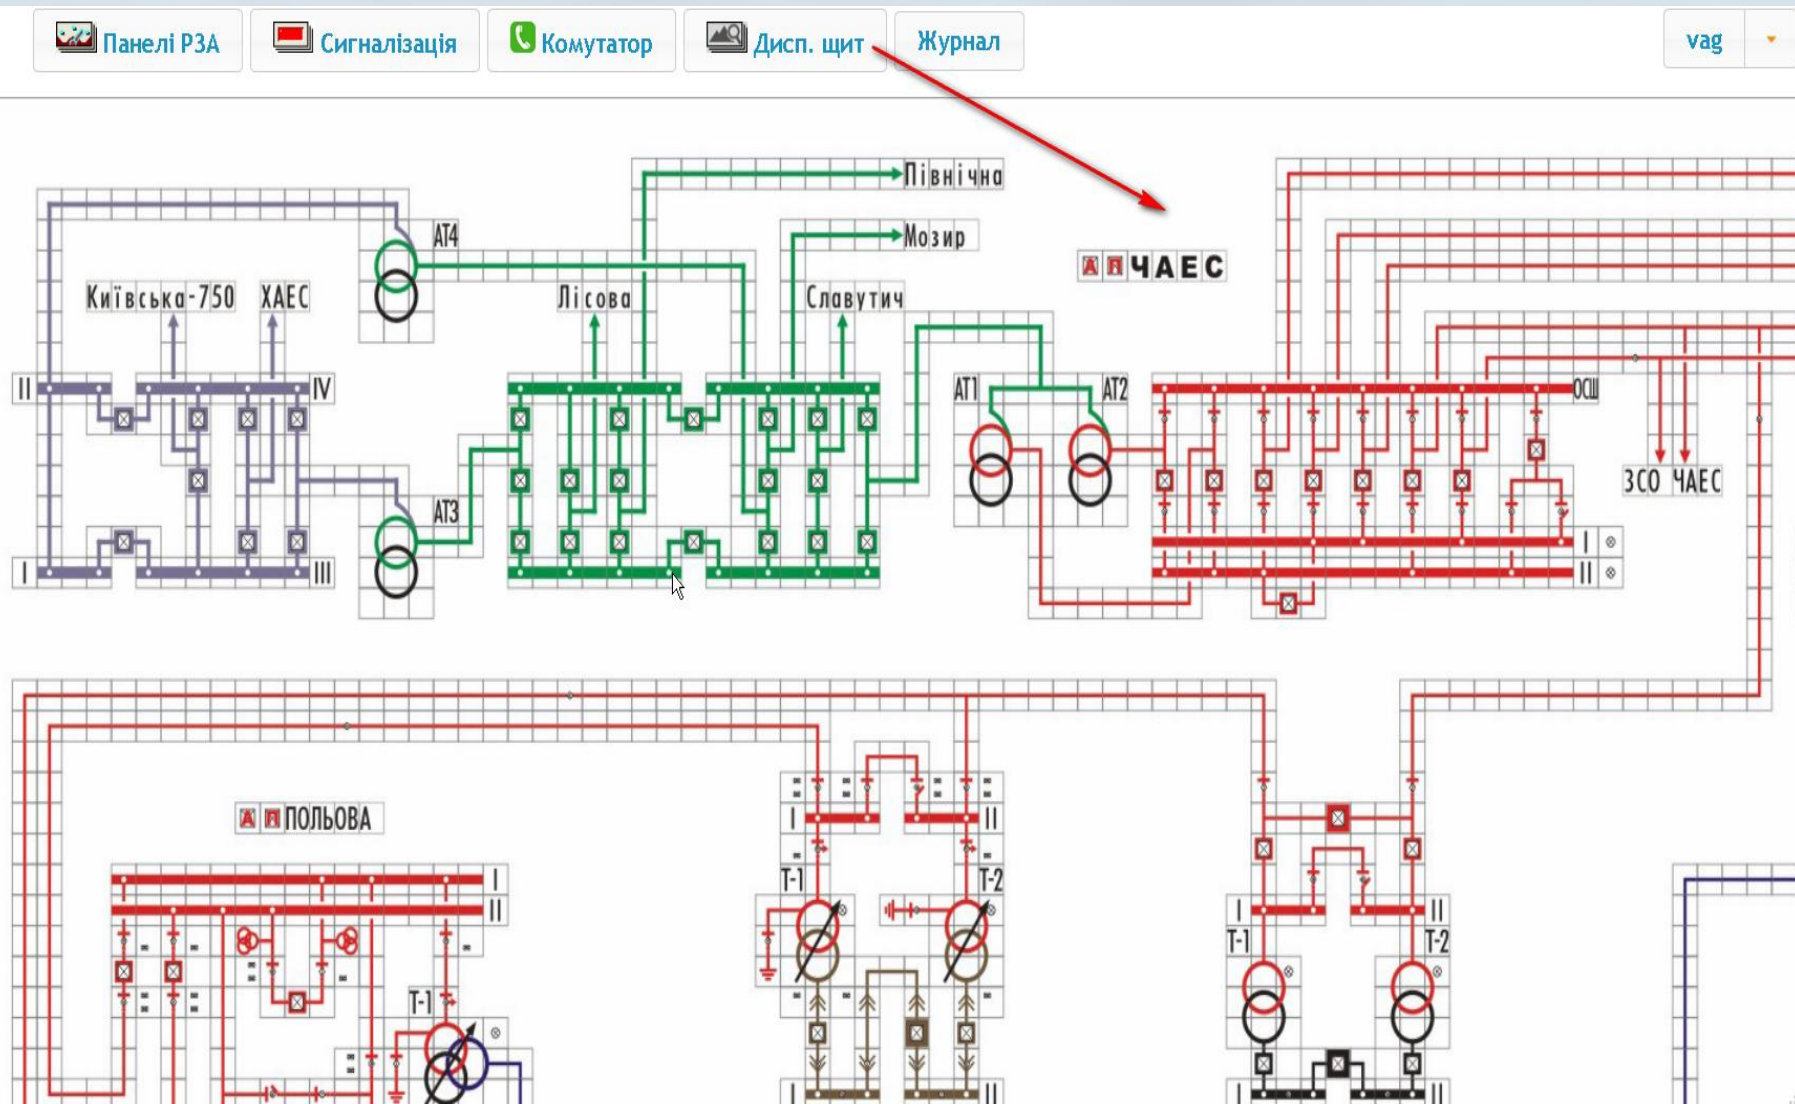 Панелі РЗА
Сигналізація
Комутатор
Дисп. щит
Журнал
vag
Північна
АТ4
Мозир
А П ЧАЕС
Київська-750
ХАЕС
Лісова
Славутич
II
IV
АТ1
АТ2
ОСШ
ЗСО ЧАЕС
АТ3
I
II
I
III
А П ПОЛЬОВА
I
II
I
II
Т-1
Т-2
I
II
Т-1
Т-2
Т-1
I
II
I
II